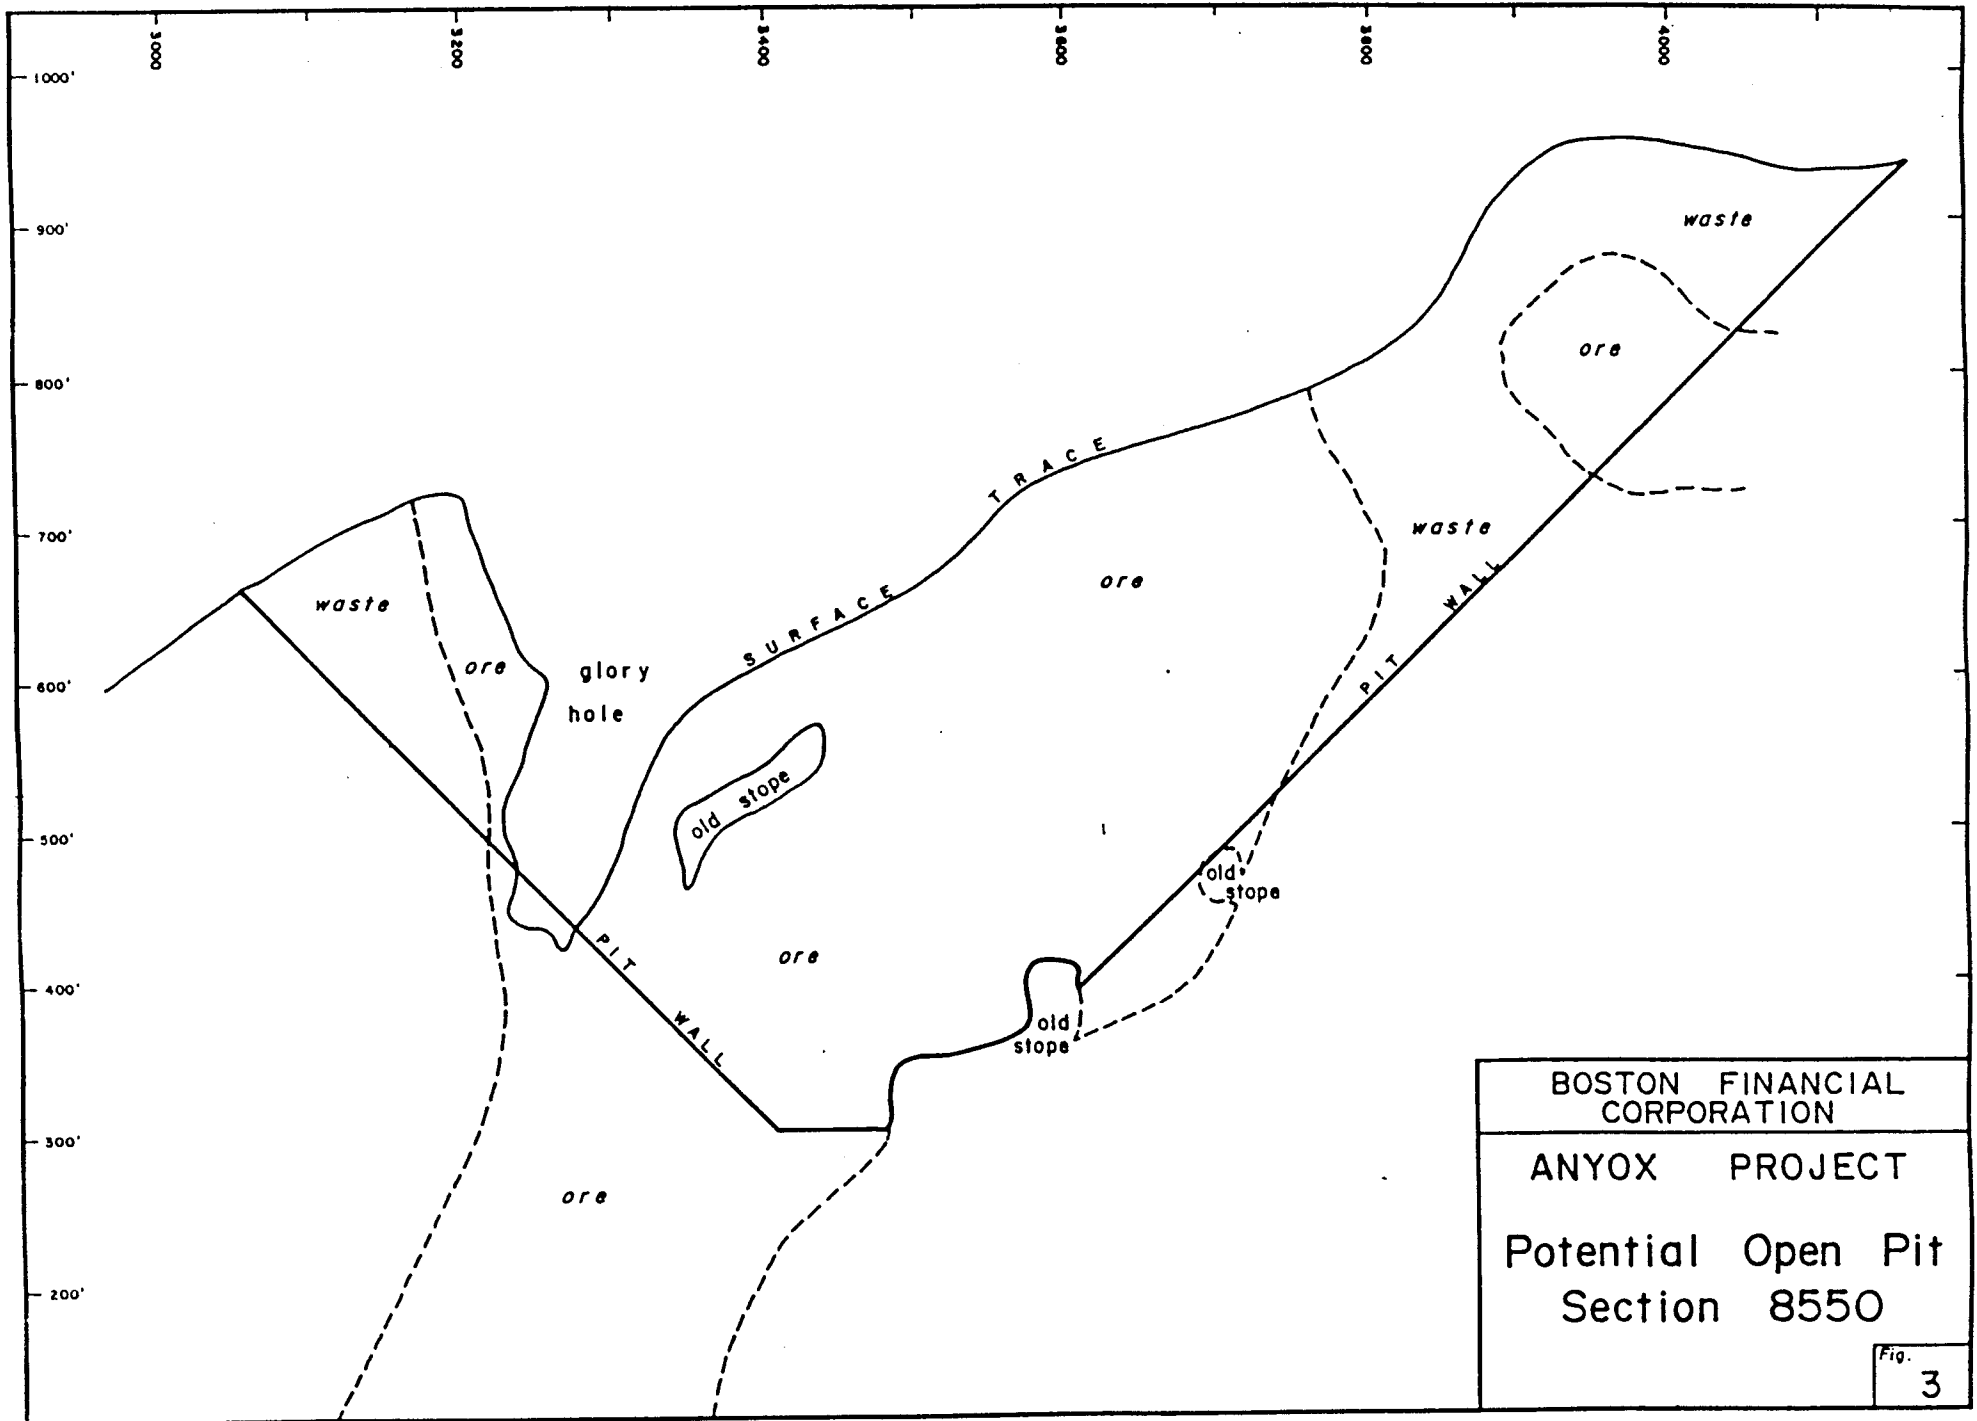 3000
3200
3400
3600
3800
4000
1000'
900'
800'
700'
600'
500'
400'
300'
200'
waste
ore
waste
ore
waste
ore
glory
hole
SURFACE TRACE
ore
old stope
PIT WALL
old
stope
ore
PIT WALL
old
stope
ore
BOSTON FINANCIAL
CORPORATION
ANYOX PROJECT
Potential Open Pit
Section 8550
Fig.
3